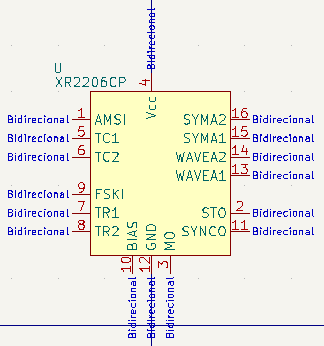 Bidirecional
U
XR2206CP
4
Vcc
Bidirecional 1 AMSI SYMA2 16 Bidirecional
Bidirecional 5 TC1 SYMA1 15 Bidirecional
Bidirecional 6 TC2 WAVEA2 14 Bidirecional
WAVEA1 13 Bidirecional
Bidirecional 9 FSKI
Bidirecional 7 TR1 STO 2 Bidirecional
Bidirecional 8 TR2 SYNCO 11 Bidirecional
BIAS GND MO
10 12 3
Bidirecional Bidirecional Bidirecional